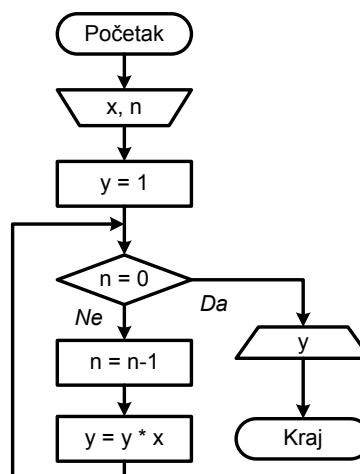 Početak
x, n
y = 1
n = 0
Ne
Da
n = n-1
y
y = y * x
Kraj